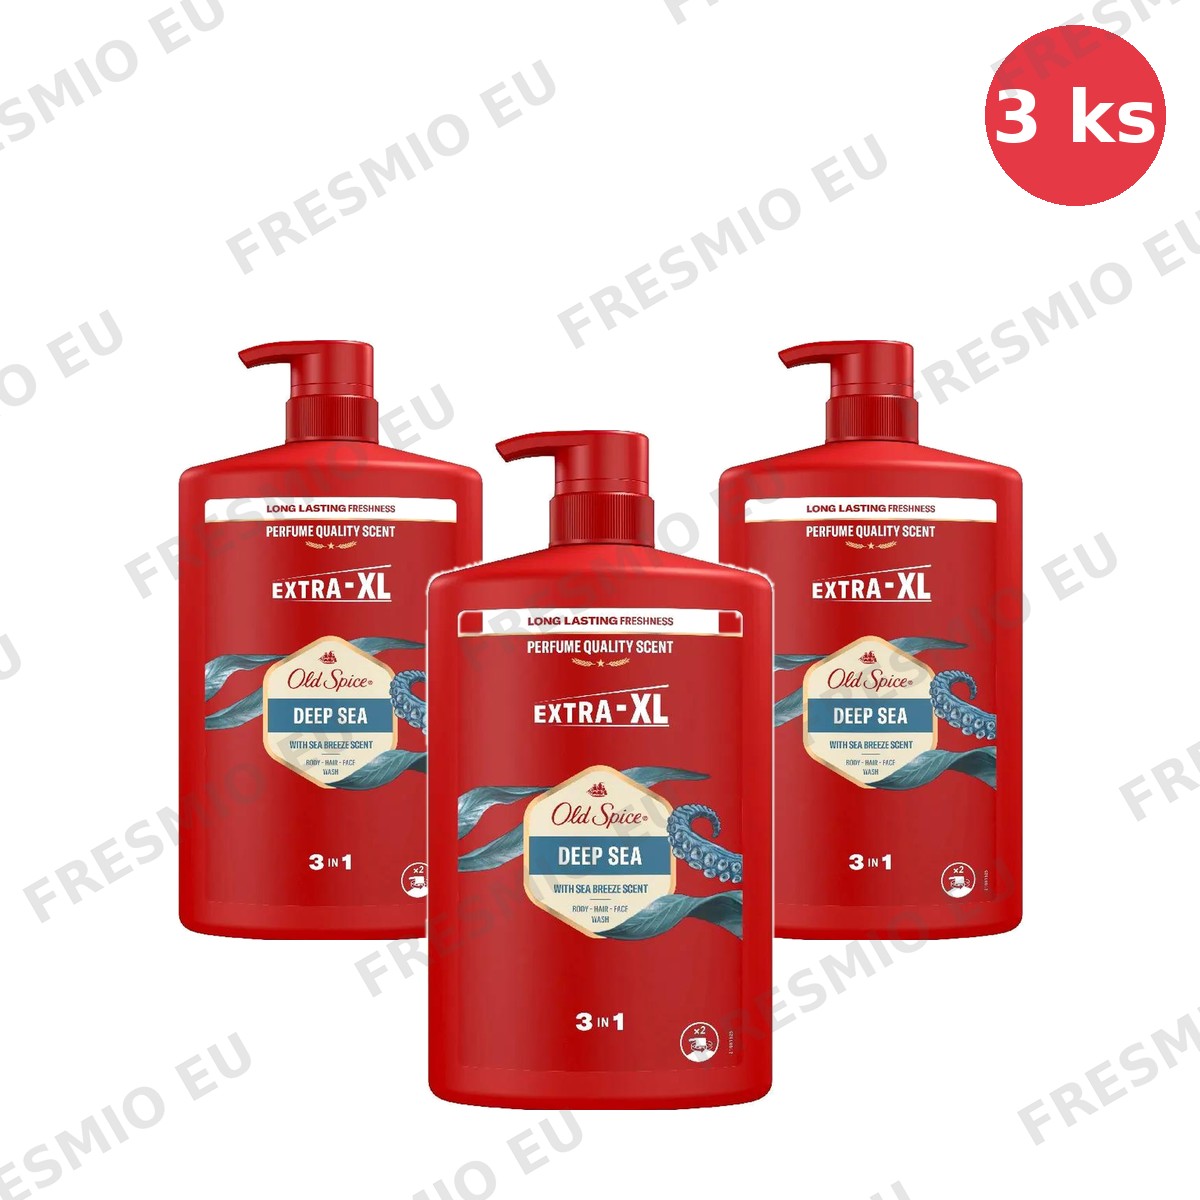 3 ks
FRESMIO EU
LONG LASTING FRESHNESS
PERFUME QUALITY SCENT
EXTRA-XL
Old Spice®
DEEP SEA
WITH SEA BREEZE SCENT
BODY - HAIR - FACE
WASH
3 IN 1
x2
LONG LASTING FRESHNESS
PERFUME QUALITY SCENT
EXTRA-XL
Old Spice®
DEEP SEA
WITH SEA BREEZE SCENT
BODY - HAIR - FACE
WASH
3 IN 1
x2
LONG LASTING FRESHNESS
PERFUME QUALITY SCENT
EXTRA-XL
Old Spice®
DEEP SEA
WITH SEA BREEZE SCENT
BODY - HAIR - FACE
WASH
3 IN 1
x2